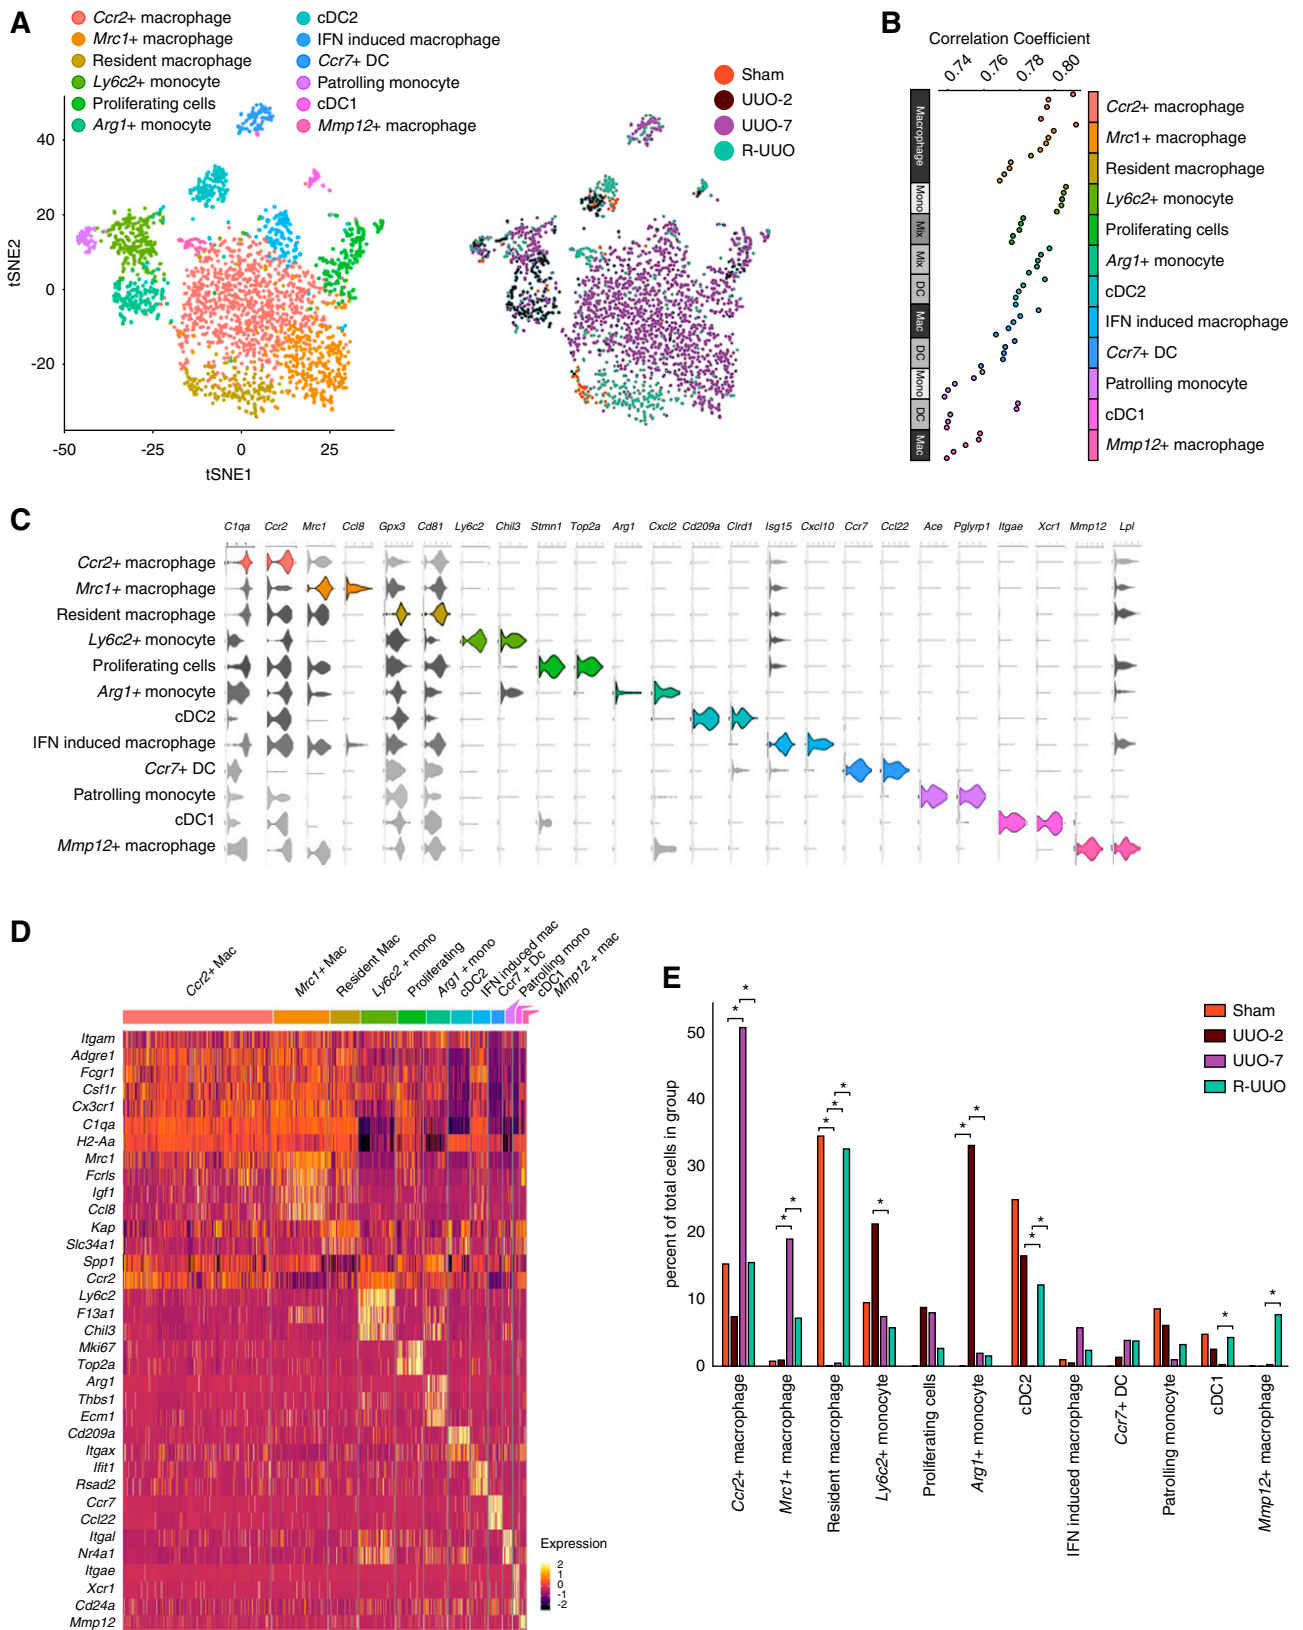 A
Ccr2+ macrophage
Mrc1+ macrophage
Resident macrophage
Ly6c2+ monocyte
Proliferating cells
Arg1+ monocyte
cDC2
IFN induced macrophage
Ccr7+ DC
Patrolling monocyte
cDC1
Mmp12+ macrophage
Sham
UUO-2
UUO-7
R-UUO
tSNE2
40
20
0
-20
-50 -25 0 25
tSNE1
B
Correlation Coefficient
0.74 0.76 0.78 0.80
Macrophage
Mono
Mix
Mix
DC
Mac
DC
Mono
DC
Mac
Ccr2+ macrophage
Mrc1+ macrophage
Resident macrophage
Ly6c2+ monocyte
Proliferating cells
Arg1+ monocyte
cDC2
IFN induced macrophage
Ccr7+ DC
Patrolling monocyte
cDC1
Mmp12+ macrophage
C
C1qa Ccr2 Mrc1 Ccl8 Gpx3 Cd81 Ly6c2 Chil3 Stmn1 Top2a Arg1 Cxcl2 Cd209a Clrd1 Isg15 Cxcl10 Ccr7 Ccl22 Ace Pglyrp1 Itgae Xcr1 Mmp12 Lpl
Ccr2+ macrophage
Mrc1+ macrophage
Resident macrophage
Ly6c2+ monocyte
Proliferating cells
Arg1+ monocyte
cDC2
IFN induced macrophage
Ccr7+ DC
Patrolling monocyte
cDC1
Mmp12+ macrophage
D
Ccr2+ Mac
Mrc1+ Mac
Resident Mac
Ly6c2 + mono
Proliferating
Arg1 + mono
cDC2
IFN induced mac
Ccr7 + Dc
Patrolling mono
cDC1
Mmp12 + mac
Itgam
Adgre1
Fcgr1
Csf1r
Cx3cr1
C1qa
H2-Aa
Mrc1
Fcrls
Igf1
Ccl8
Kap
Slc34a1
Spp1
Ccr2
Ly6c2
F13a1
Chil3
Mki67
Top2a
Arg1
Thbs1
Ecm1
Cd209a
Itgax
Ifit1
Rsad2
Ccr7
Ccl22
Itgal
Nr4a1
Itgae
Xcr1
Cd24a
Mmp12
Expression
2
1
0
-1
-2
E
percent of total cells in group
50
40
30
20
10
0
* *
* *
* * *
*
* *
* *
*
*
Sham
UUO-2
UUO-7
R-UUO
Ccr2+ macrophage
Mrc1+ macrophage
Resident macrophage
Ly6c2+ monocyte
Proliferating cells
Arg1+ monocyte
cDC2
IFN induced macrophage
Ccr7+ DC
Patrolling monocyte
cDC1
Mmp12+ macrophage